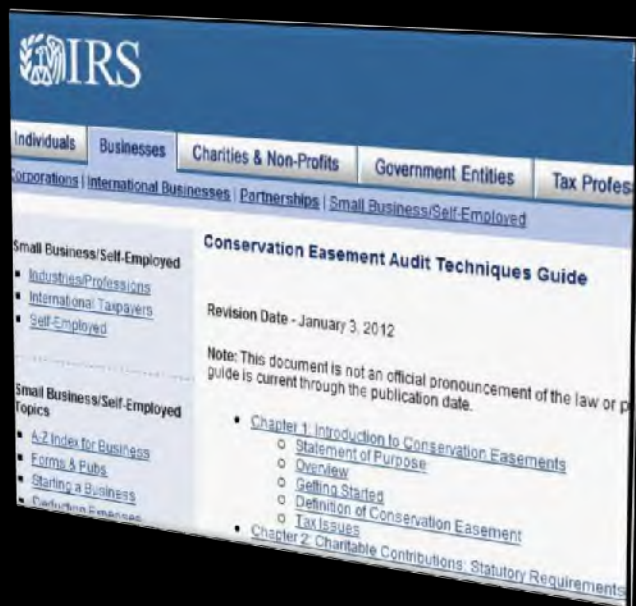 IRS
Individuals Businesses Charities & Non-Profits Government Entities Tax Profes
Corporations | International Businesses | Partnerships | Small Business/Self-Employed
Small Business/Self-Employed
Industries/Professions
International Taxpayers
Self-Employed
Small Business/Self-Employed
Topics
A-Z Index for Business
Forms & Pubs
Starting a Business
Deducting Expenses
Conservation Easement Audit Techniques Guide
Revision Date - January 3, 2012
Note: This document is not an official pronouncement of the law or p
guide is current through the publication date.
Chapter 1: Introduction to Conservation Easements
Statement of Purpose
Overview
Getting Started
Definition of Conservation Easement
Tax Issues
Chapter 2: Charitable Contributions: Statutory Requirements